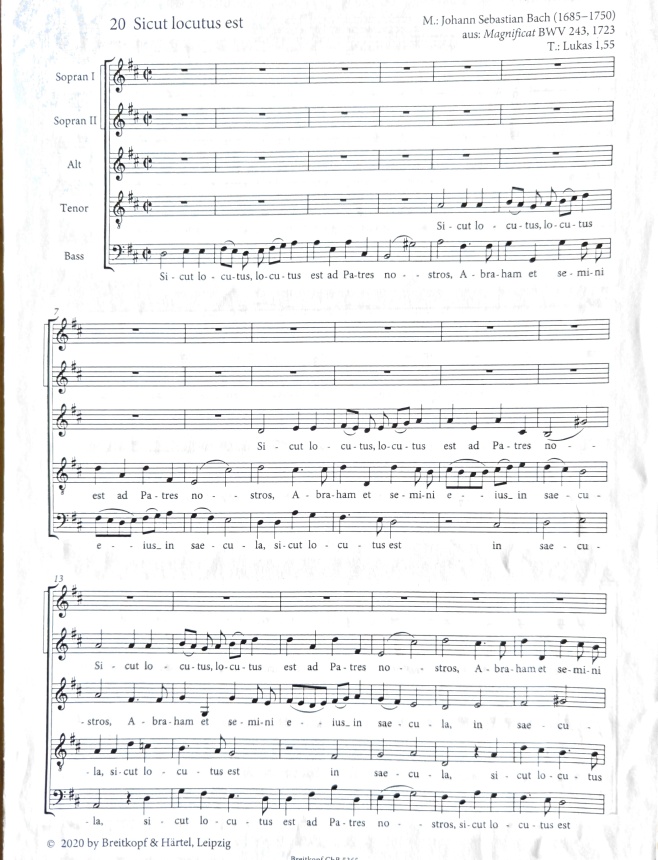 20 Sicut locutus est
M.: Johann Sebastian Bach (1685–1750)
aus: Magnificat BWV 243, 1723
T.: Lukas 1,55
Sopran I
Sopran II
Alt
Tenor
Si - cut lo - cu - tus, lo - cu - tus
Bass
Si - cut lo - cu - tus, lo - cu - tus est ad Pa - tres no - - stros, A - bra - ham et se - mi - ni
7
Si - cut lo - cu - tus, lo - cu - tus est ad Pa - tres no - -
est ad Pa - tres no - - stros, A - bra - ham et se - mi - ni e - - ius_ in sae - cu -
e - - ius_ in sae - cu - la, si - cut lo - cu - tus est in sae - cu -
13
Si - cut lo - cu - tus, lo - cu - tus est ad Pa - tres no - - stros, A - bra - ham et se - mi - ni
- stros, A - bra - ham et se - mi - ni e - - ius_ in sae - cu - la, in sae - cu -
- la, si - cut lo - cu - tus est in sae - cu - la, si - cut lo - cu - tus
- la, si - cut lo - cu - tus est ad Pa - tres no - - stros, si - cut lo - cu - tus est
© 2020 by Breitkopf & Härtel, Leipzig